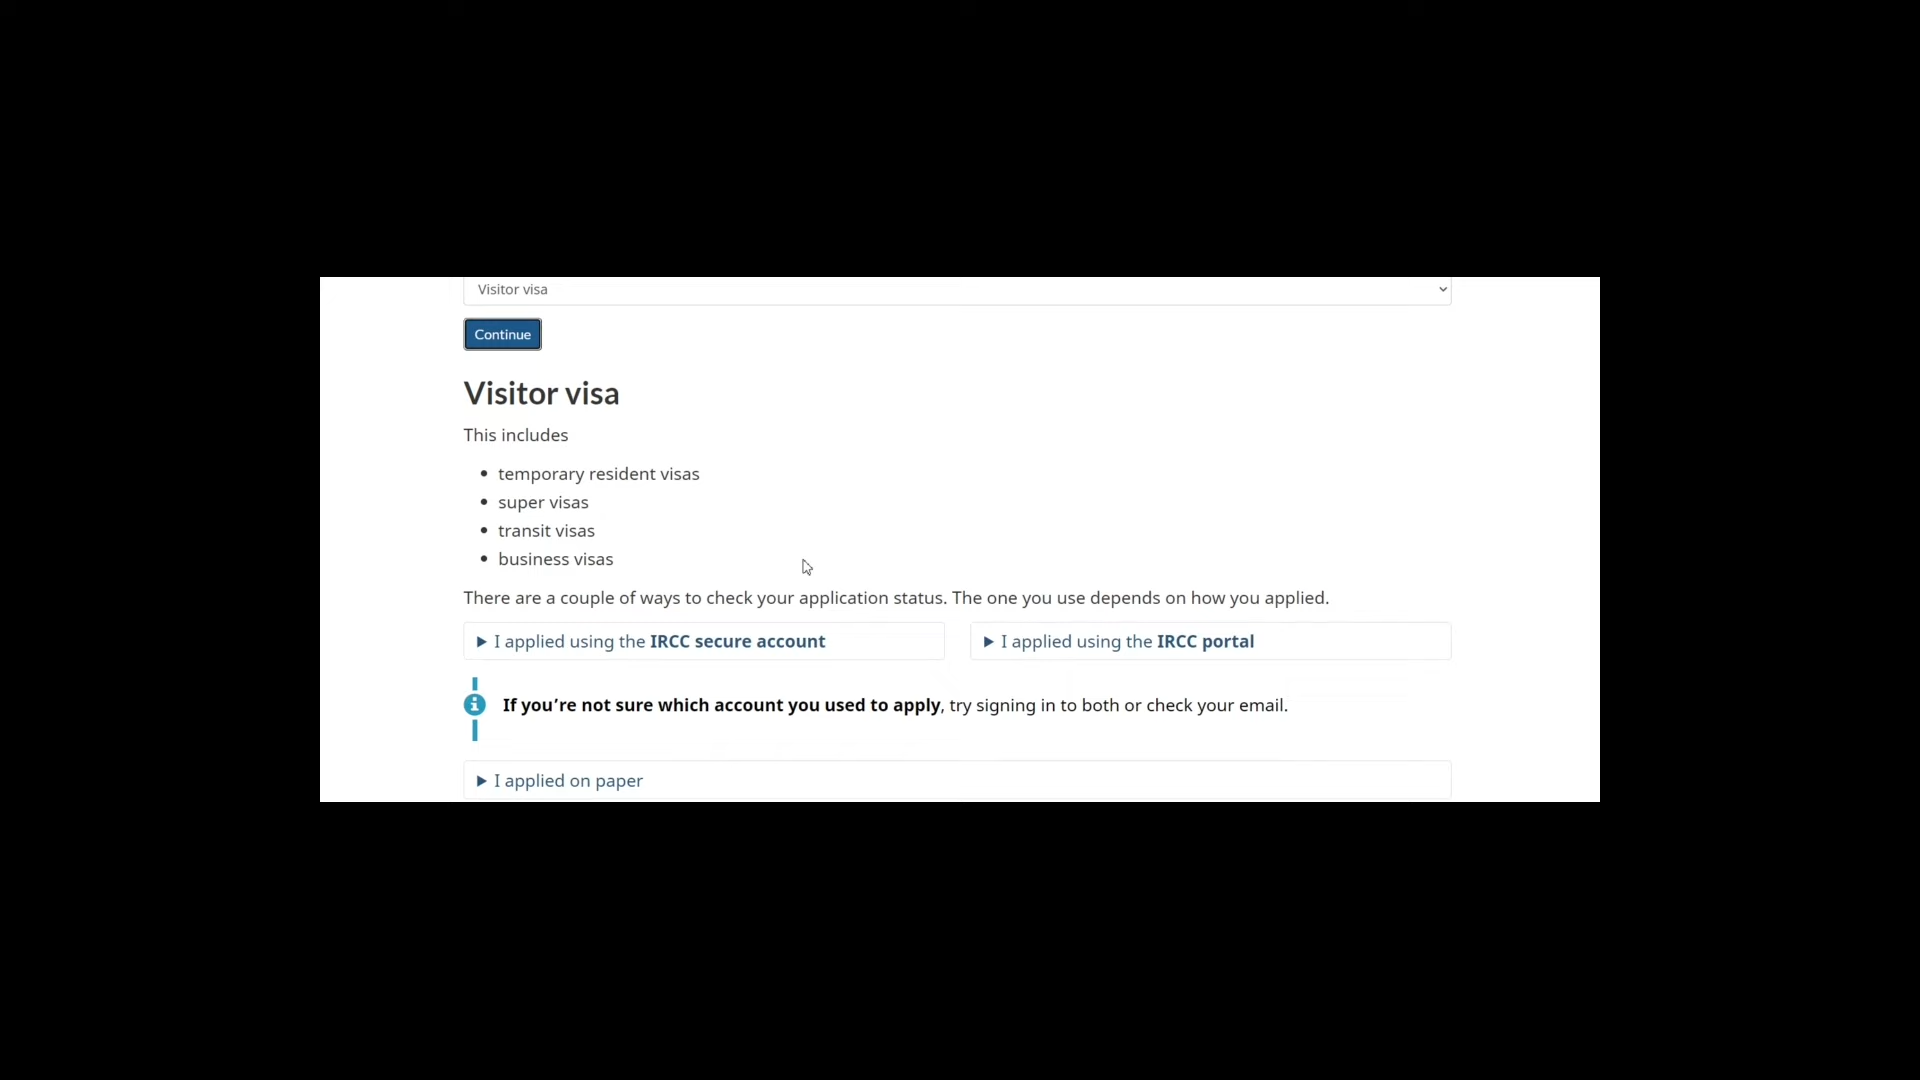 Visitor visa
Continue
Visitor visa
This includes
temporary resident visas
super visas
transit visas
business visas
There are a couple of ways to check your application status. The one you use depends on how you applied.
I applied using the IRCC secure account
I applied using the IRCC portal
If you’re not sure which account you used to apply, try signing in to both or check your email.
I applied on paper